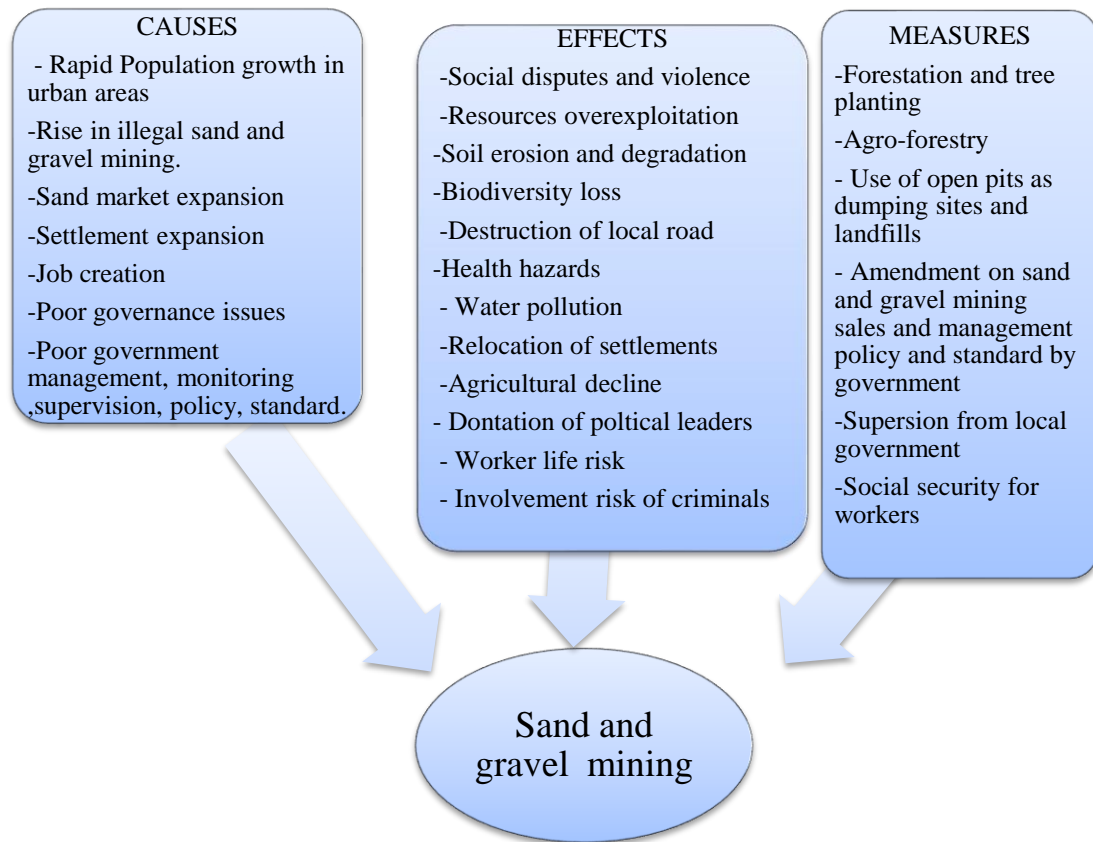 CAUSES
- Rapid Population growth in
urban areas
-Rise in illegal sand and
gravel mining.
-Sand market expansion
-Settlement expansion
-Job creation
-Poor governance issues
-Poor government
management, monitoring
,supervision, policy, standard.
EFFECTS
-Social disputes and violence
-Resources overexploitation
-Soil erosion and degradation
-Biodiversity loss
-Destruction of local road
-Health hazards
- Water pollution
-Relocation of settlements
-Agricultural decline
- Dontation of poltical leaders
- Worker life risk
- Involvement risk of criminals
MEASURES
-Forestation and tree
planting
-Agro-forestry
- Use of open pits as
dumping sites and
landfills
- Amendment on sand
and gravel mining
sales and management
policy and standard by
government
-Supersion from local
government
-Social security for
workers
Sand and
gravel mining